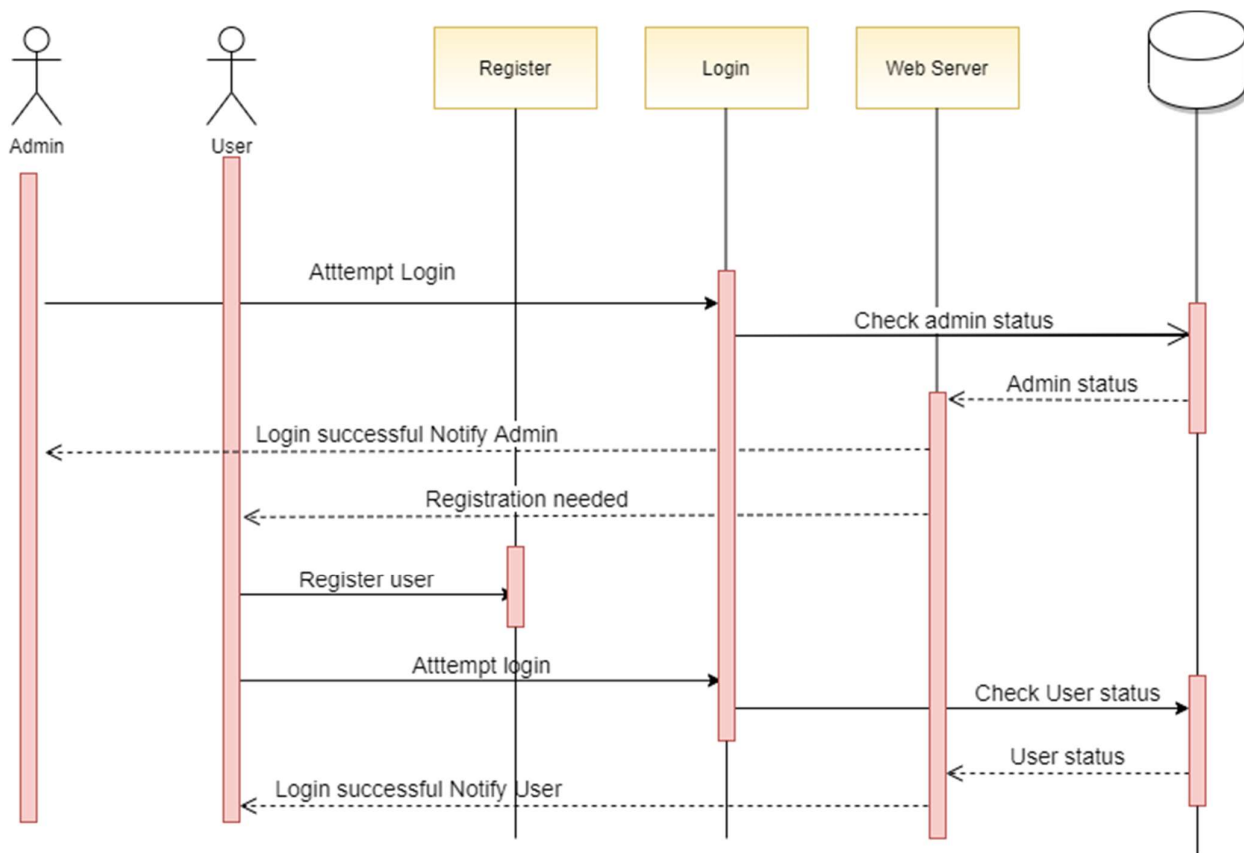 Register
Login
Web Server
Admin
User
Atttempt Login
Check admin status
Admin status
Login successful Notify Admin
Registration needed
Register user
Atttempt login
Check User status
User status
Login successful Notify User